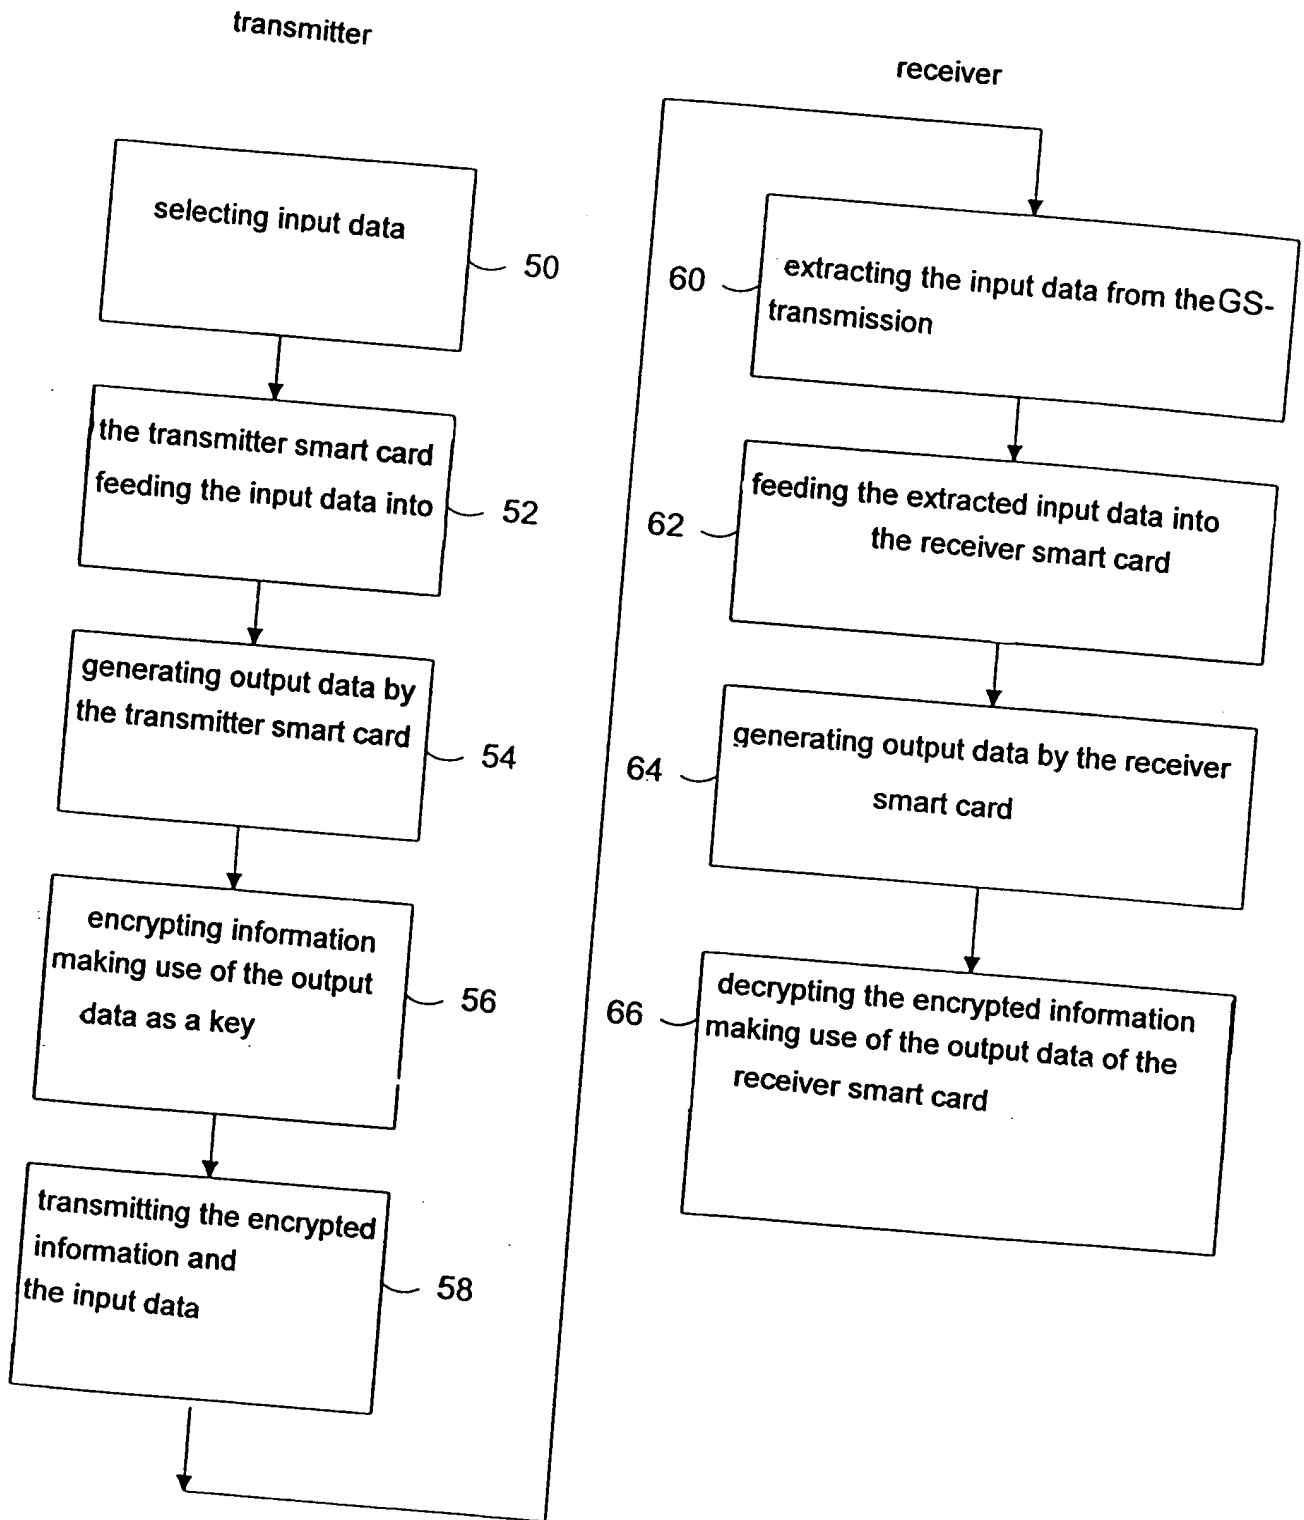 transmitter
selecting input data
50
the transmitter smart card
feeding the input data into
52
generating output data by
the transmitter smart card
54
encrypting information
making use of the output
data as a key
56
transmitting the encrypted
information and
the input data
58
receiver
60
extracting the input data from the GS-
transmission
62
feeding the extracted input data into
the receiver smart card
64
generating output data by the receiver
smart card
66
decrypting the encrypted information
making use of the output data of the
receiver smart card